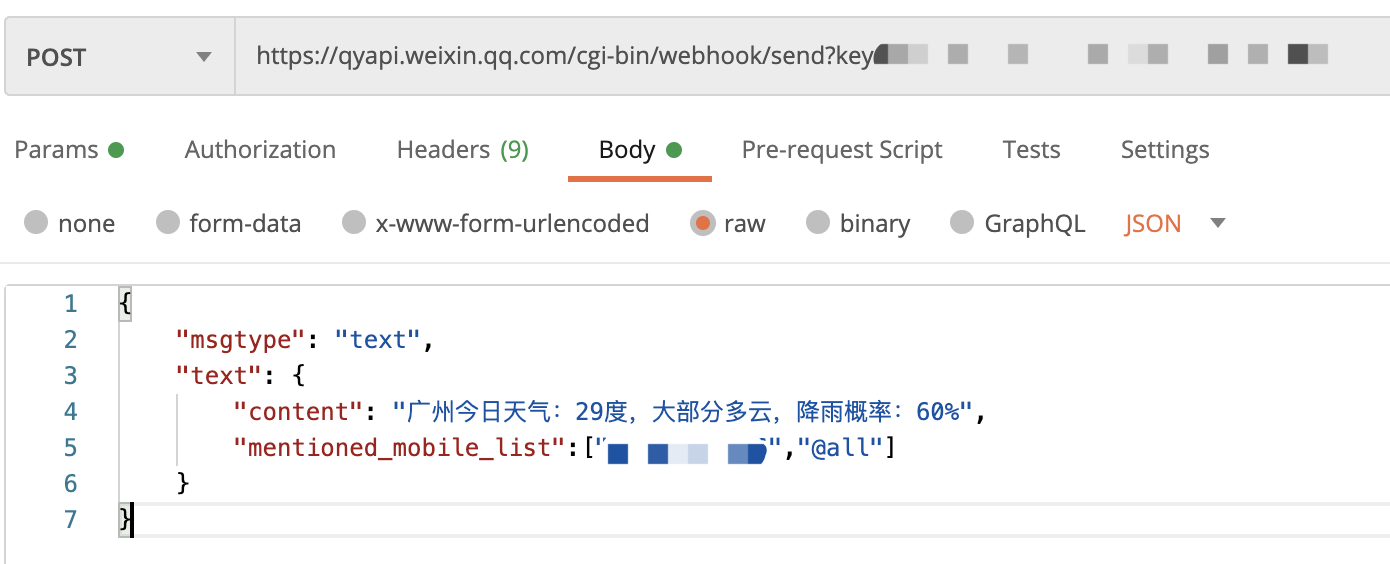 POST https://qyapi.weixin.qq.com/cgi-bin/webhook/send?key
Params Authorization Headers (9) Body Pre-request Script Tests Settings
none form-data x-www-form-urlencoded raw binary GraphQL JSON
1 {
2 "msgtype": "text",
3 "text": {
4 "content": "广州今日天气：29度，大部分多云，降雨概率：60%",
5 "mentioned_mobile_list":["","@all"]
6 }
7 }